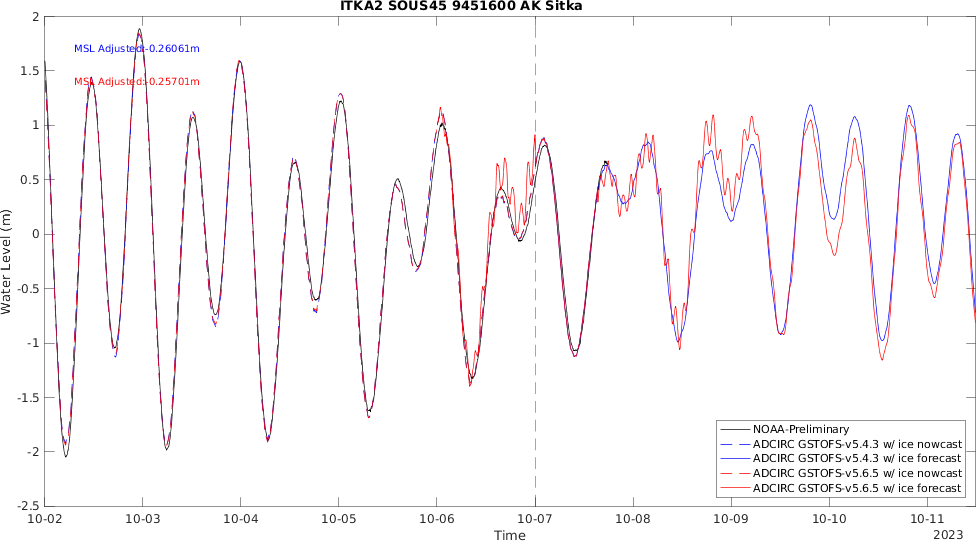 ITKA2 SOUS45 9451600 AK Sitka
MSL Adjusted:-0.26061m
MSL Adjusted:-0.25701m
Water Level (m)
2
1.5
1
0.5
0
-0.5
-1
-1.5
-2
-2.5
NOAA-Preliminary
ADCIRC GSTOFS-v5.4.3 w/ ice nowcast
ADCIRC GSTOFS-v5.4.3 w/ ice forecast
ADCIRC GSTOFS-v5.6.5 w/ ice nowcast
ADCIRC GSTOFS-v5.6.5 w/ ice forecast
10-02 10-03 10-04 10-05 10-06 10-07 10-08 10-09 10-10 10-11
Time
2023